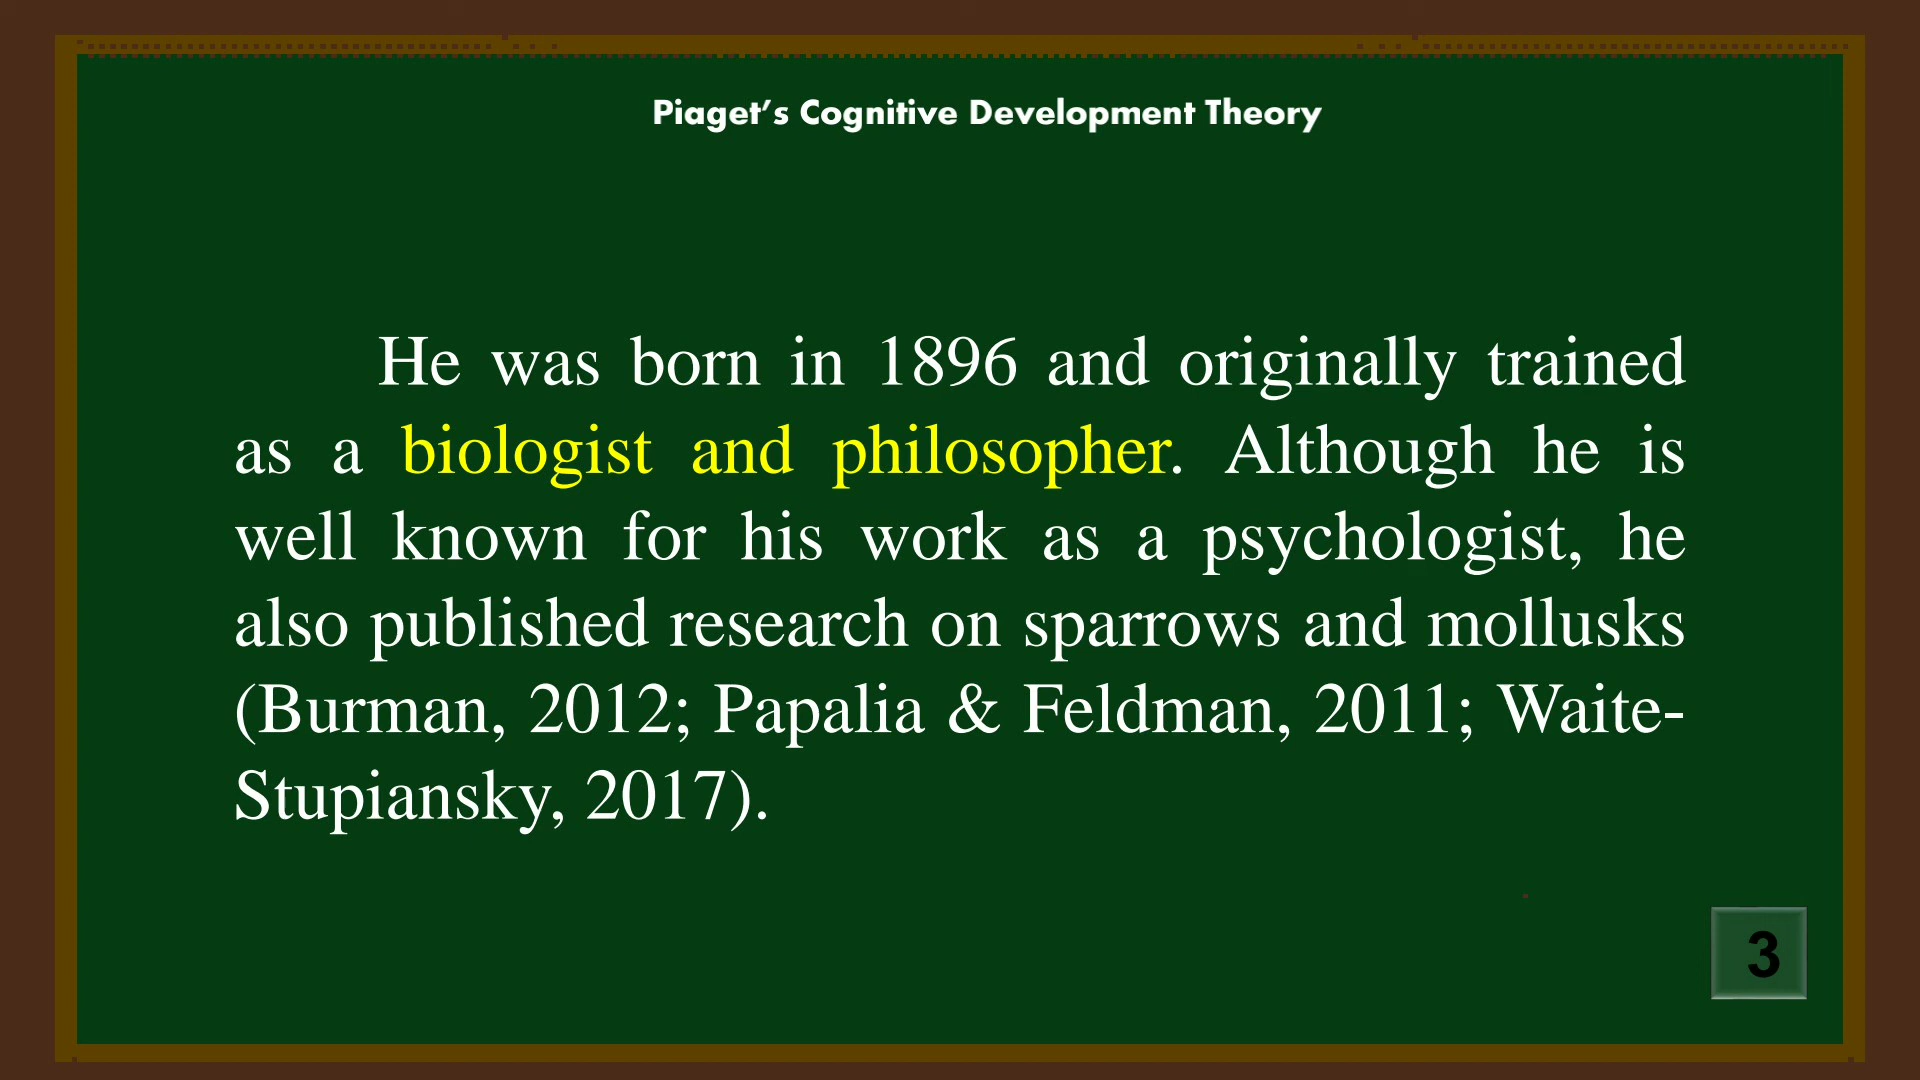 Piaget’s Cognitive Development Theory
He was born in 1896 and originally trained
as a biologist and philosopher. Although he is
well known for his work as a psychologist, he
also published research on sparrows and mollusks
(Burman, 2012; Papalia & Feldman, 2011; Waite-
Stupiansky, 2017).
3